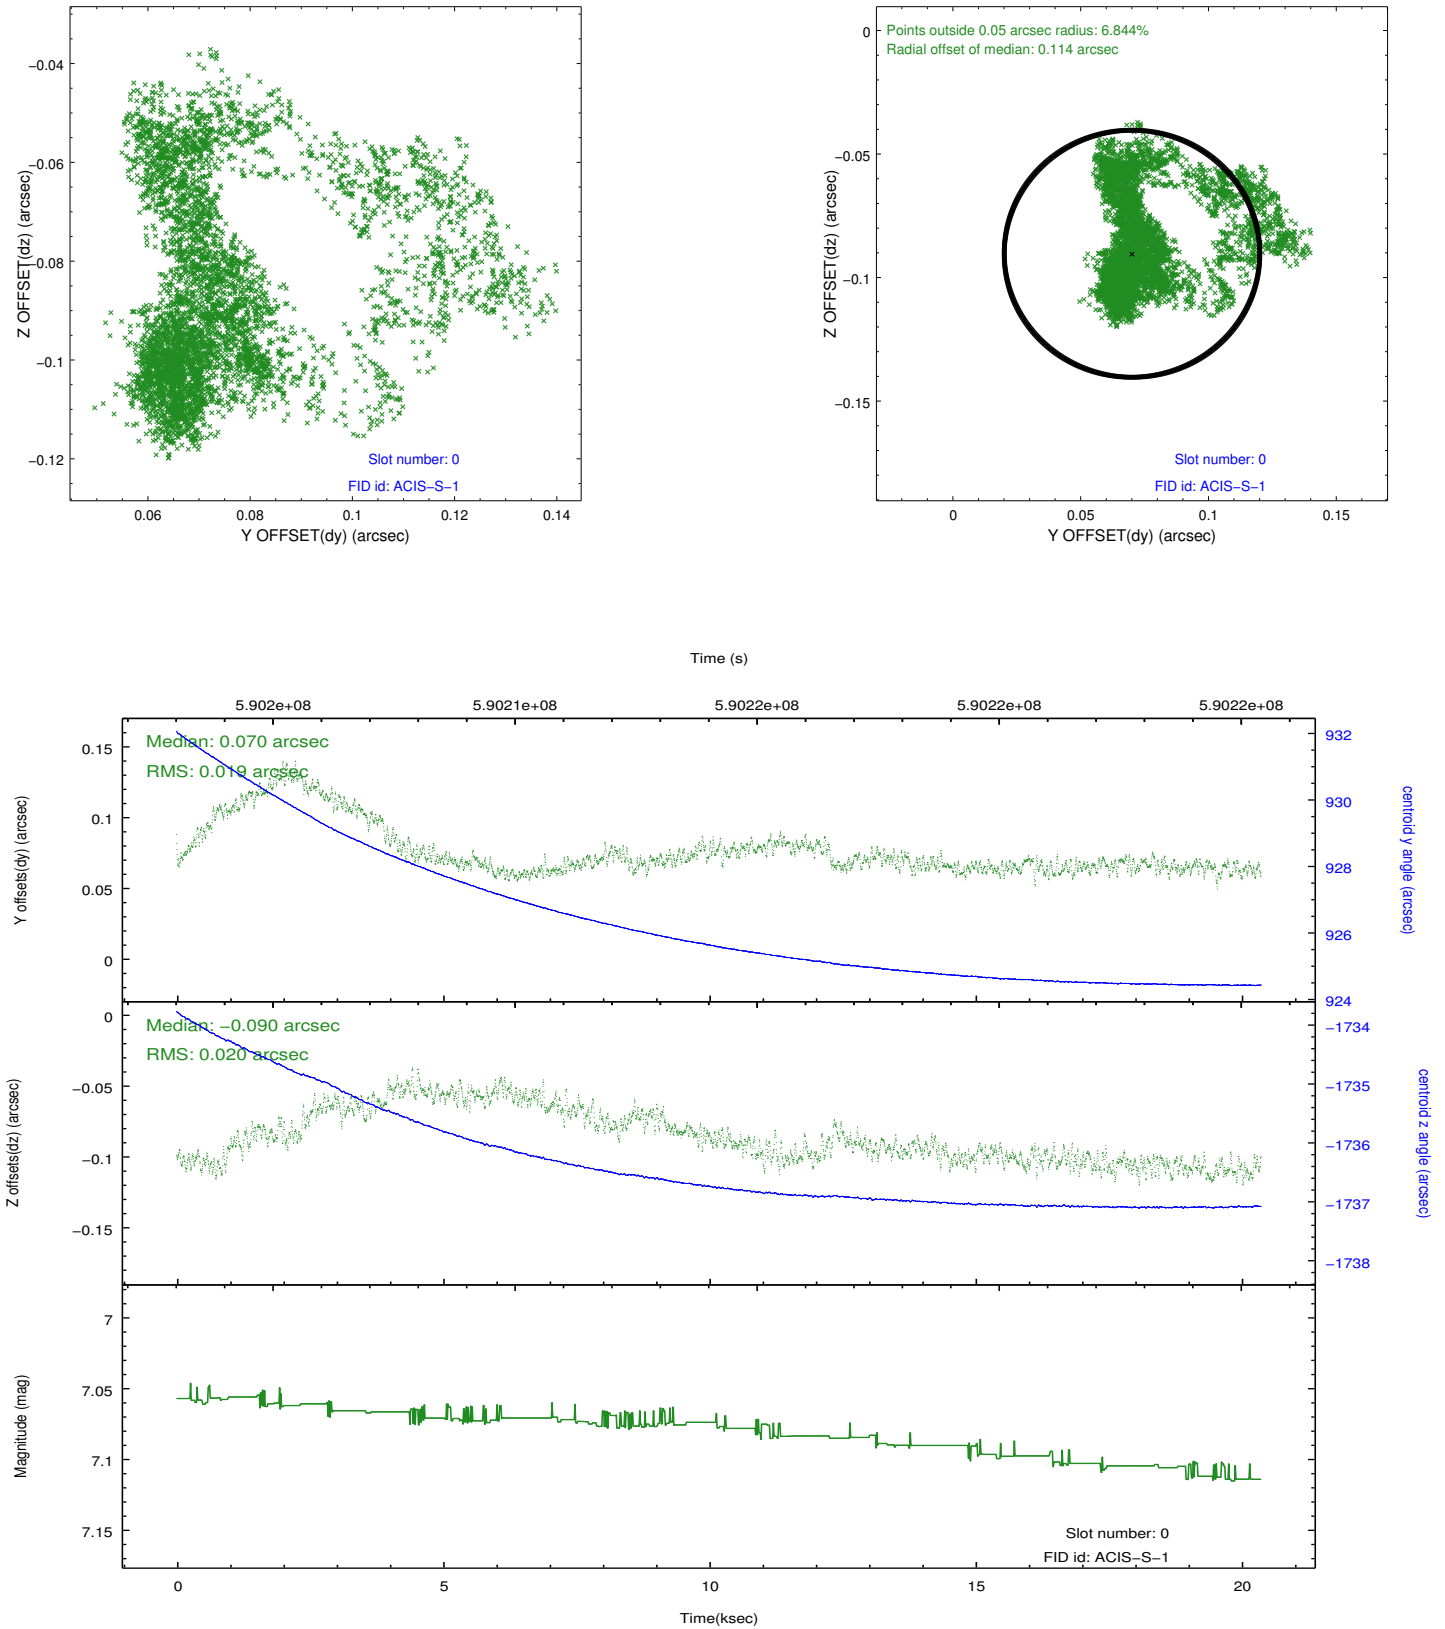 −0.04
−0.06
−0.08
−0.1
−0.12
Z OFFSET(dz) (arcsec)
0.06 0.08 0.1 0.12 0.14
Y OFFSET(dy) (arcsec)
Slot number: 0
FID id: ACIS−S−1
Points outside 0.05 arcsec radius: 6.844%
Radial offset of median: 0.114 arcsec
0
−0.05
−0.1
−0.15
Z OFFSET(dz) (arcsec)
0 0.05 0.1 0.15
Y OFFSET(dy) (arcsec)
Slot number: 0
FID id: ACIS−S−1
Time (s)
5.902e+08 5.9021e+08 5.9022e+08 5.9022e+08 5.9022e+08
Median: 0.070 arcsec
RMS: 0.019 arcsec
0.15
0.1
0.05
0
Y offsets(dy) (arcsec)
932
930
928
926
924
centroid y angle (arcsec)
Median: −0.090 arcsec
RMS: 0.020 arcsec
0
−0.05
−0.1
−0.15
Z offsets(dz) (arcsec)
−1734
−1735
−1736
−1737
−1738
centroid z angle (arcsec)
7
7.05
7.1
7.15
Magnitude (mag)
Slot number: 0
FID id: ACIS−S−1
0 5 10 15 20
Time(ksec)